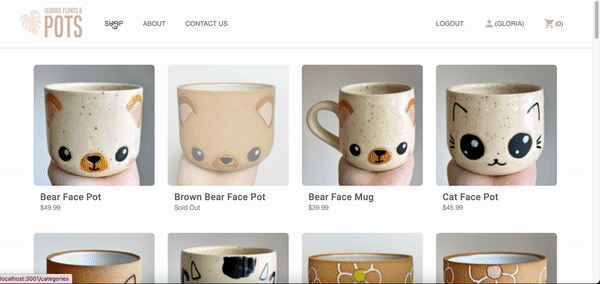 GLORIOUS PLANTS &
POTS
SHOP
ABOUT
CONTACT US
LOGOUT
(GLORIA)
(0)
Bear Face Pot
$49.99
Brown Bear Face Pot
Sold Out
Bear Face Mug
$39.99
Cat Face Pot
$45.99
localhost:3001/categories